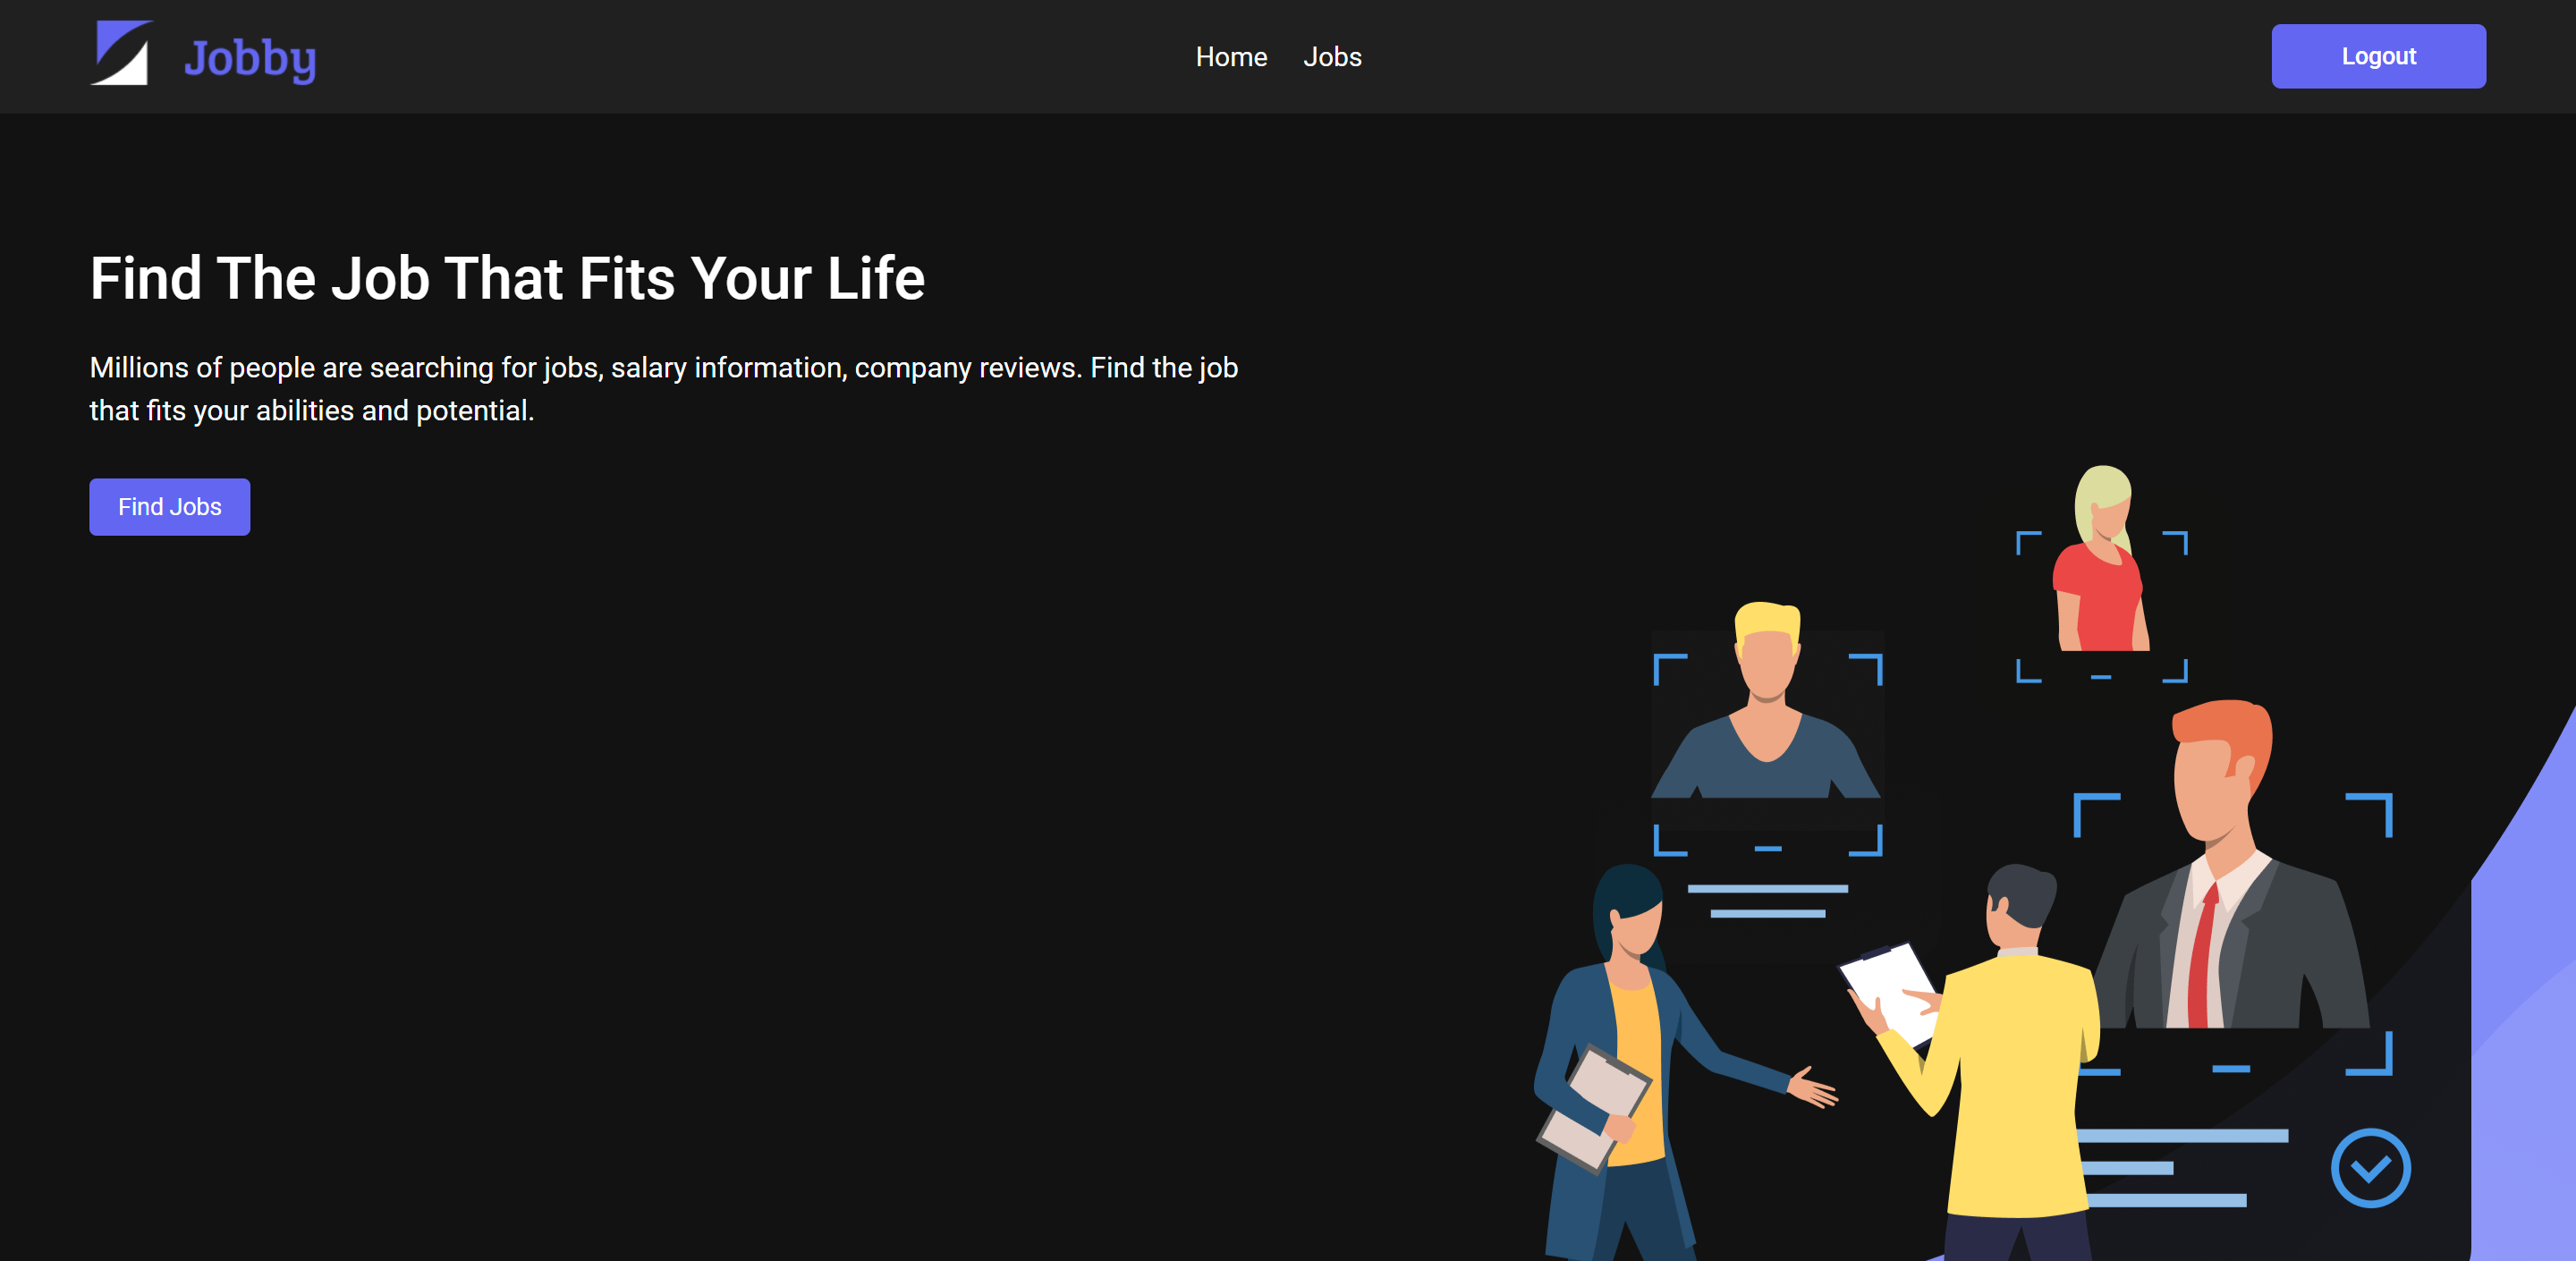 Jobby
Home Jobs
Logout
Find The Job That Fits Your Life
Millions of people are searching for jobs, salary information, company reviews. Find the job
that fits your abilities and potential.
Find Jobs